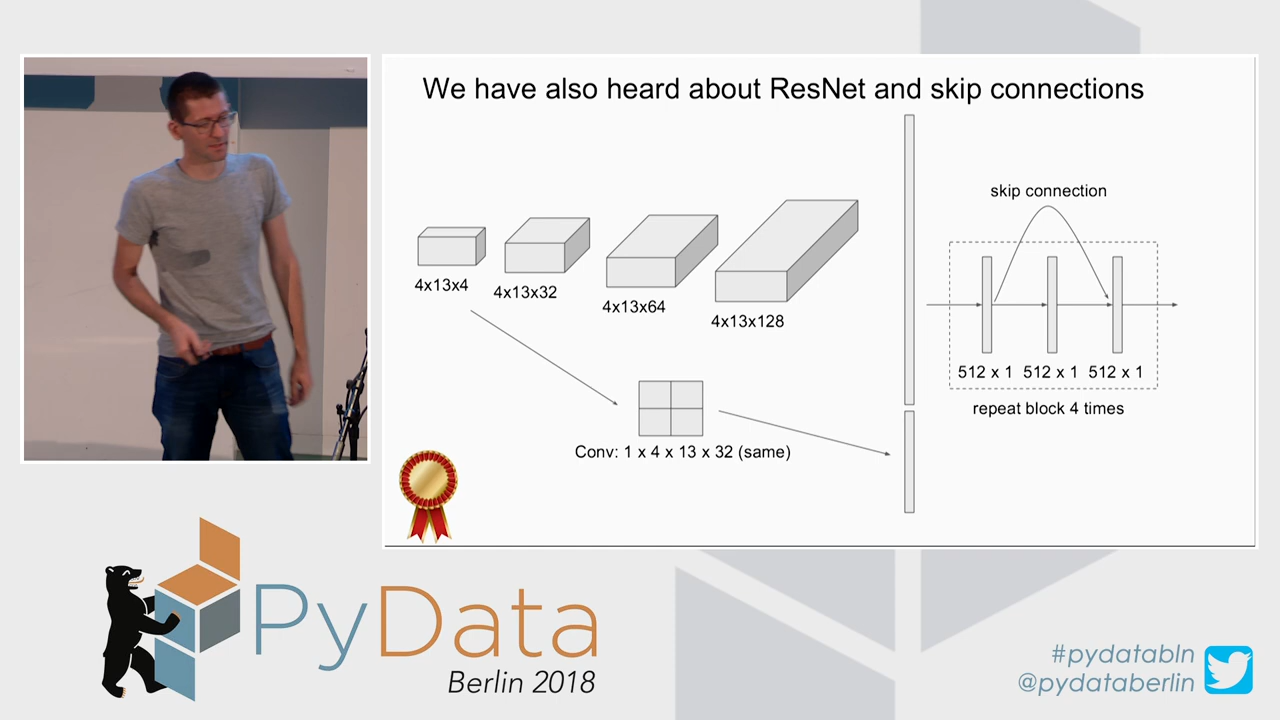 We have also heard about ResNet and skip connections
skip connection
4x13x4
4x13x32
4x13x64
4x13x128
512 x 1 512 x 1 512 x 1
repeat block 4 times
Conv: 1 x 4 x 13 x 32 (same)
PyData
Berlin 2018
#pydatabln
@pydataberlin